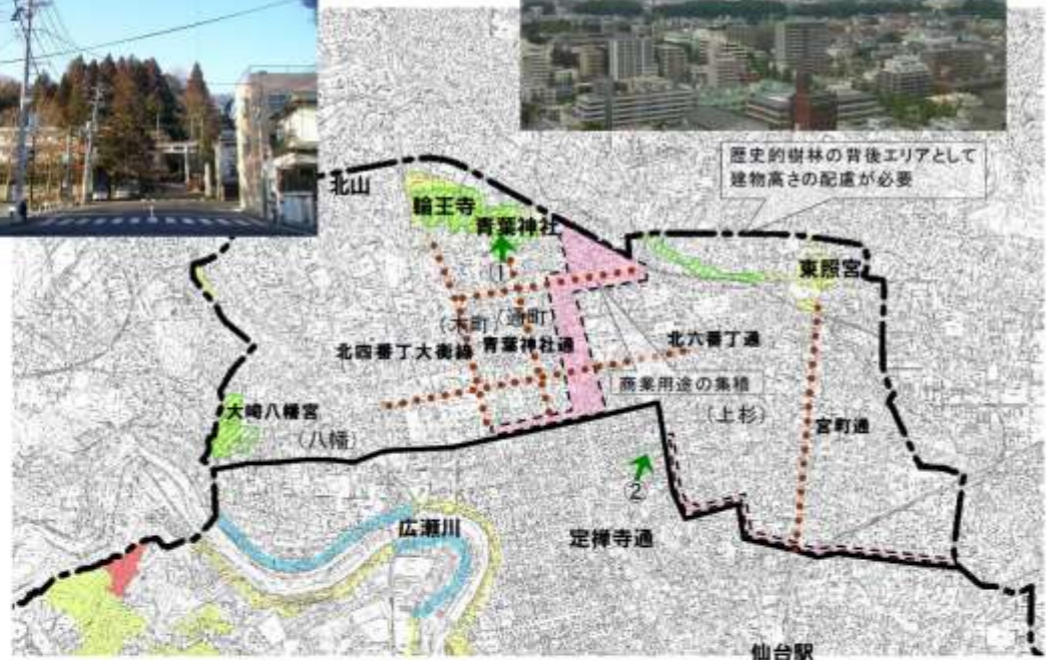 歴史的樹林の背後エリアとして
建物高さの配慮が必要
北山
輪王寺
青葉神社
1
東照宮
(木町)
(通町)
北四番丁大衡線
青葉神社通
北六番丁通
商業用途の集積
(上杉)
大崎八幡宮
(八幡)
宮町通
2
広瀬川
定禅寺通
仙台駅